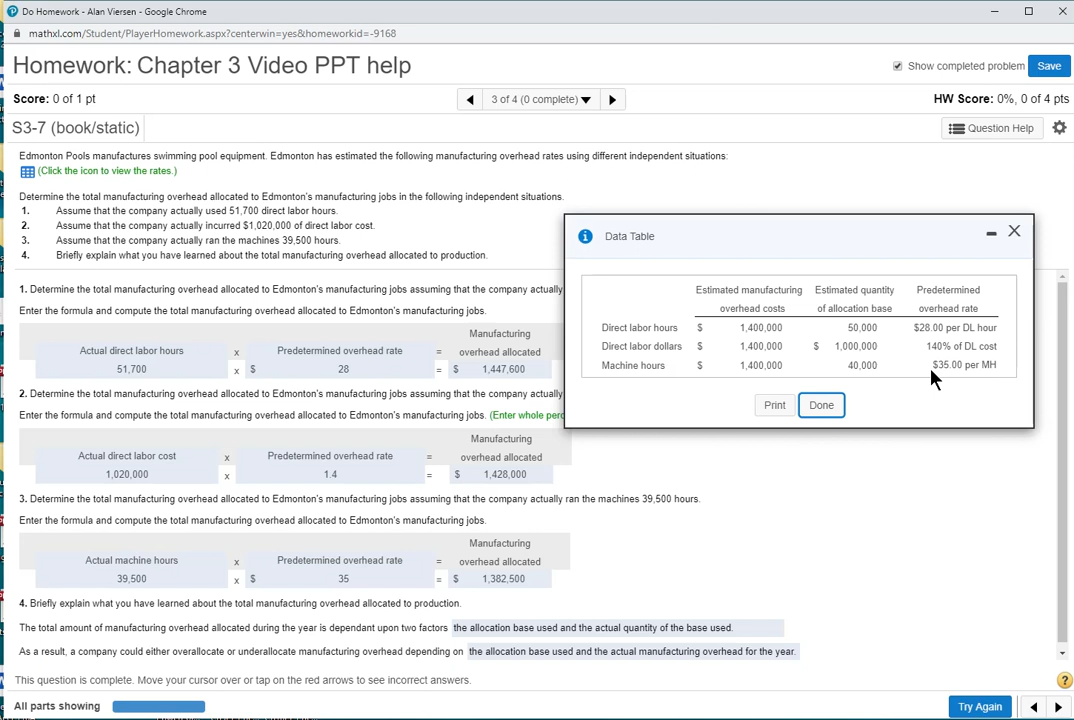 Do Homework - Alan Viersen - Google Chrome
mathxl.com/Student/PlayerHomework.aspx?centerwin=yes&homeworkid=-9168
Homework: Chapter 3 Video PPT help
Show completed problem Save
Score: 0 of 1 pt
3 of 4 (0 complete)
HW Score: 0%, 0 of 4 pts
S3-7 (book/static)
Question Help
Edmonton Pools manufactures swimming pool equipment. Edmonton has estimated the following manufacturing overhead rates using different independent situations:
(Click the icon to view the rates.)
Determine the total manufacturing overhead allocated to Edmonton's manufacturing jobs in the following independent situations.
1. Assume that the company actually used 51,700 direct labor hours.
2. Assume that the company actually incurred $1,020,000 of direct labor cost.
3. Assume that the company actually ran the machines 39,500 hours.
4. Briefly explain what you have learned about the total manufacturing overhead allocated to production.
Data Table
Estimated manufacturing Estimated quantity Predetermined
overhead costs of allocation base overhead rate
Direct labor hours $ 1,400,000 50,000 $28.00 per DL hour
Direct labor dollars $ 1,400,000 $ 1,000,000 140% of DL cost
Machine hours $ 1,400,000 40,000 $35.00 per MH
Print Done
1. Determine the total manufacturing overhead allocated to Edmonton's manufacturing jobs assuming that the company actually
Enter the formula and compute the total manufacturing overhead allocated to Edmonton's manufacturing jobs.
Manufacturing
Actual direct labor hours x Predetermined overhead rate = overhead allocated
51,700 x $ 28 = $ 1,447,600
2. Determine the total manufacturing overhead allocated to Edmonton's manufacturing jobs assuming that the company actually
Enter the formula and compute the total manufacturing overhead allocated to Edmonton's manufacturing jobs. (Enter whole perc
Manufacturing
Actual direct labor cost x Predetermined overhead rate = overhead allocated
1,020,000 x 1.4 = $ 1,428,000
3. Determine the total manufacturing overhead allocated to Edmonton's manufacturing jobs assuming that the company actually ran the machines 39,500 hours.
Enter the formula and compute the total manufacturing overhead allocated to Edmonton's manufacturing jobs.
Manufacturing
Actual machine hours x Predetermined overhead rate = overhead allocated
39,500 x $ 35 = $ 1,382,500
4. Briefly explain what you have learned about the total manufacturing overhead allocated to production.
The total amount of manufacturing overhead allocated during the year is dependant upon two factors the allocation base used and the actual quantity of the base used.
As a result, a company could either overallocate or underallocate manufacturing overhead depending on the allocation base used and the actual manufacturing overhead for the year.
This question is complete. Move your cursor over or tap on the red arrows to see incorrect answers.
?
All parts showing
Try Again